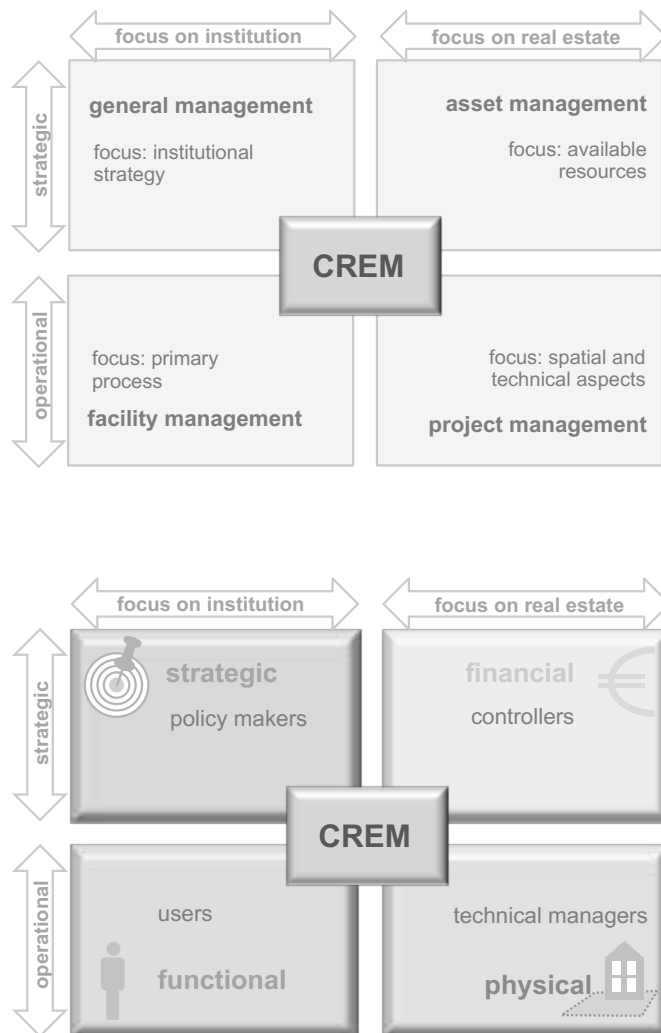 focus on institution
focus on real estate
strategic
general management
focus: institutional
strategy
asset management
focus: available
resources
CREM
operational
focus: primary
process
facility management
focus: spatial and
technical aspects
project management
focus on institution
focus on real estate
strategic
strategic
policy makers
financial
controllers
CREM
operational
users
functional
technical managers
physical